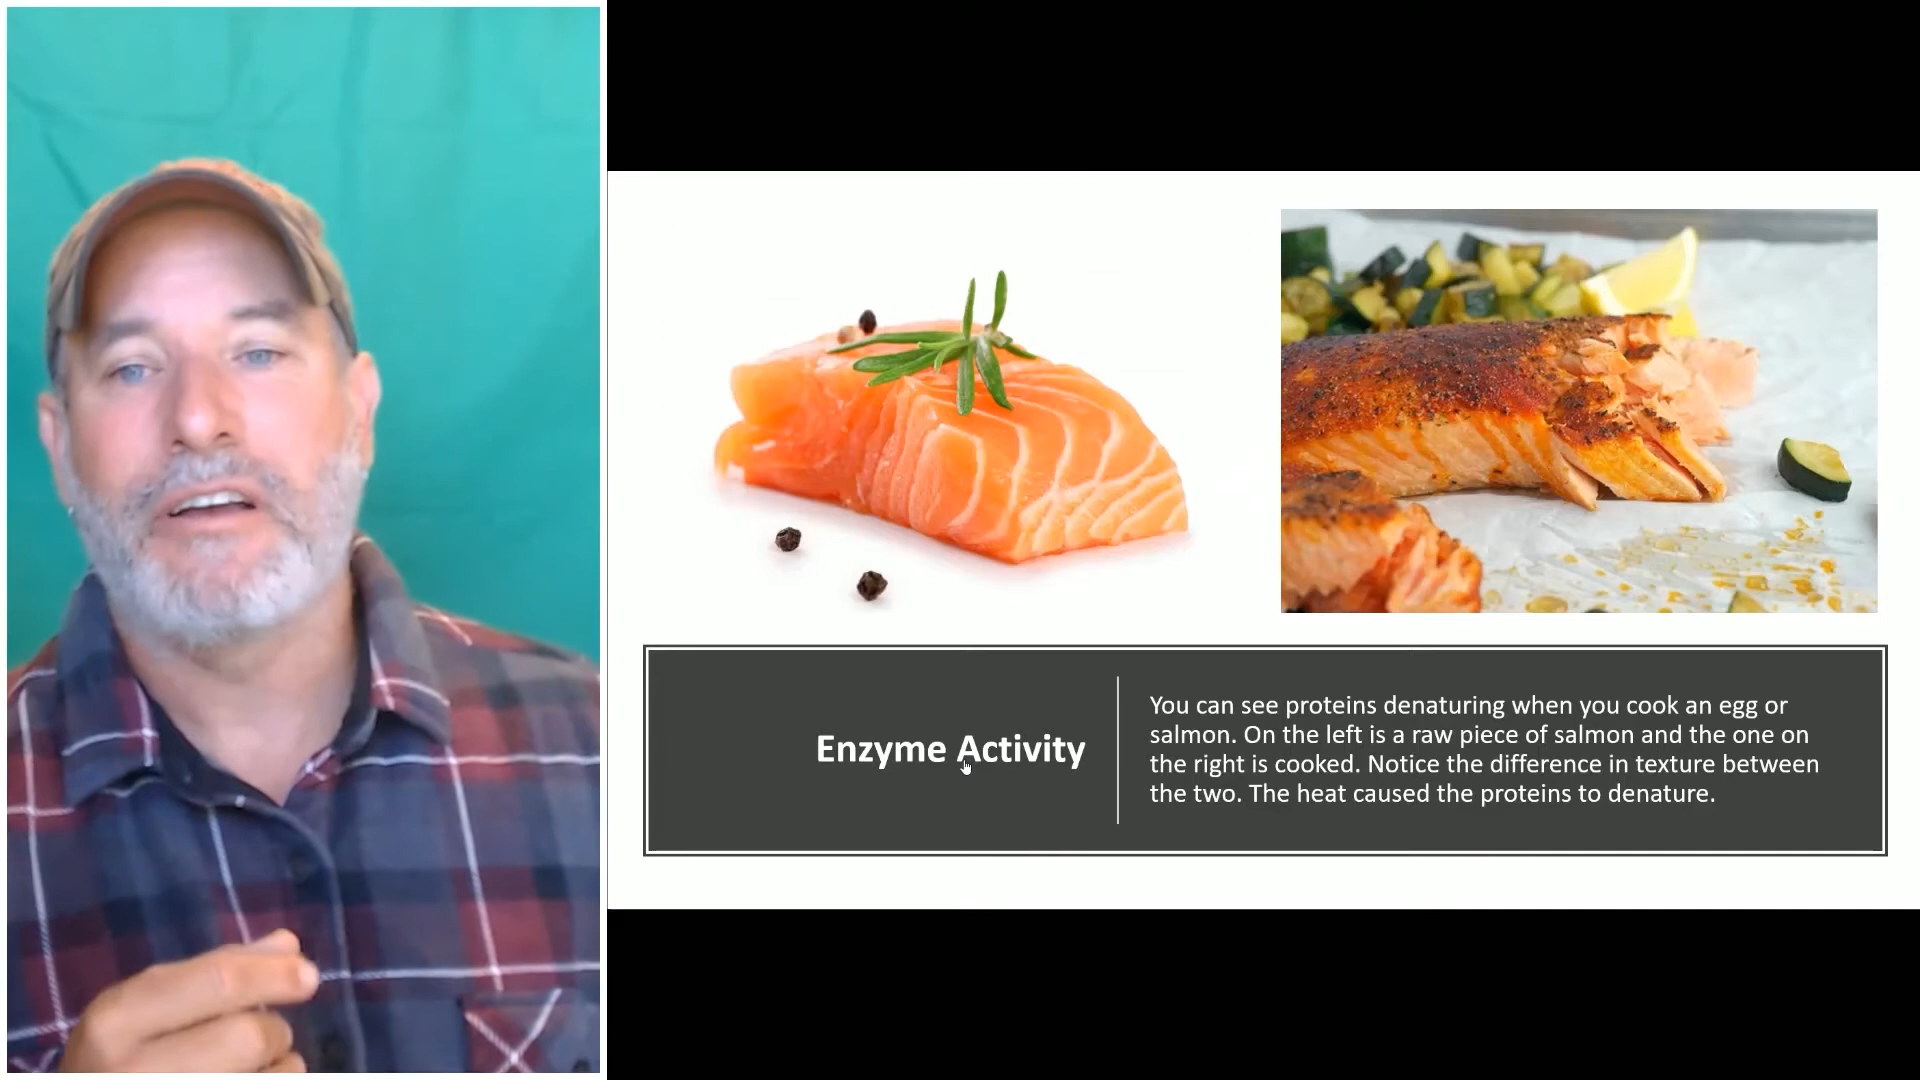 Enzyme Activity
You can see proteins denaturing when you cook an egg or
salmon. On the left is a raw piece of salmon and the one on
the right is cooked. Notice the difference in texture between
the two. The heat caused the proteins to denature.